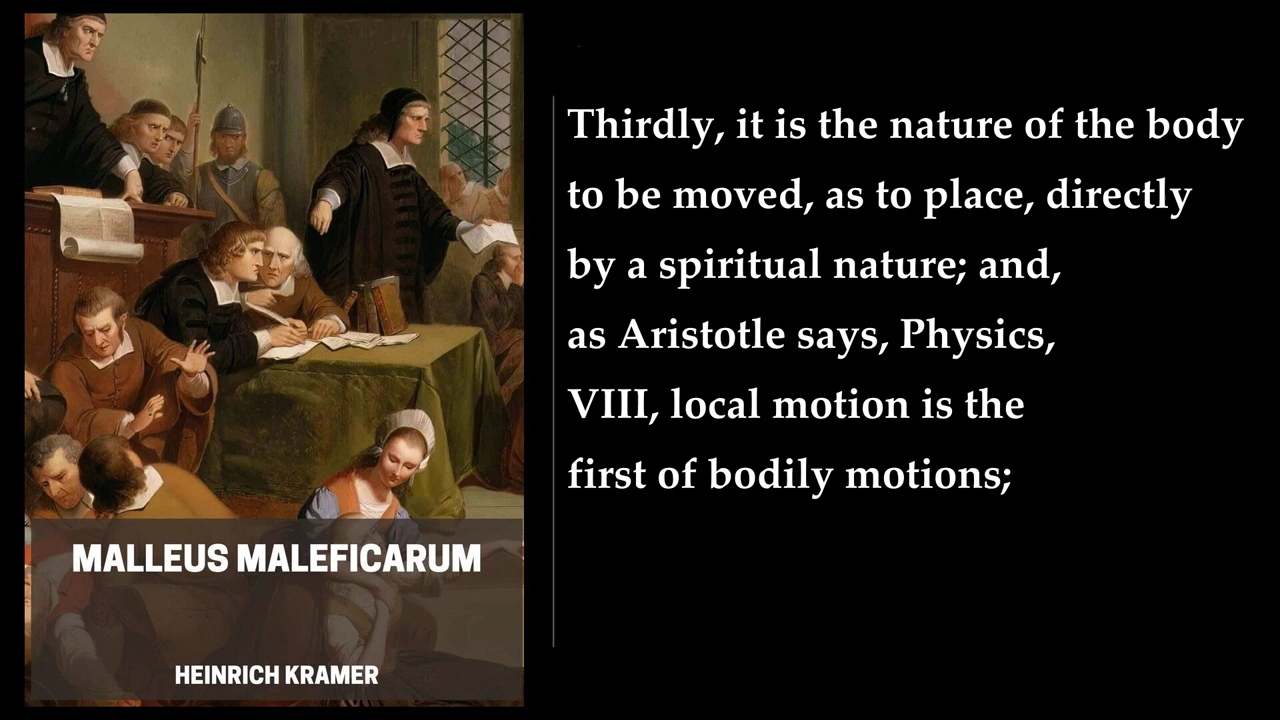 MALLEUS MALEFICARUM
HEINRICH KRAMER
Thirdly, it is the nature of the body
to be moved, as to place, directly
by a spiritual nature; and,
as Aristotle says, Physics,
VIII, local motion is the
first of bodily motions;